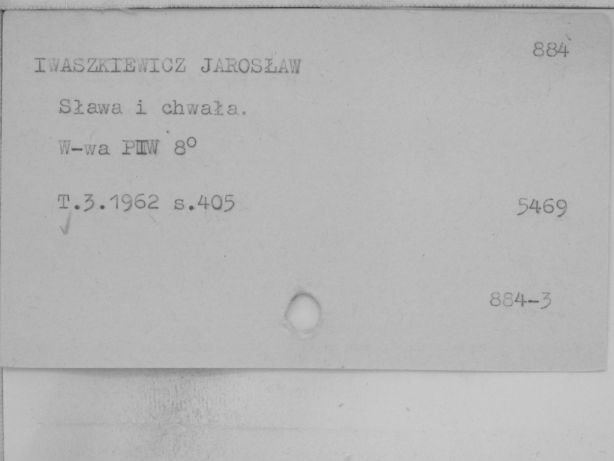 884
IWASZKIEWICZ JAROSŁAW
Sława i chwała.
W-wa PIW 8°
T.3.1962 s.405 5469
884-3